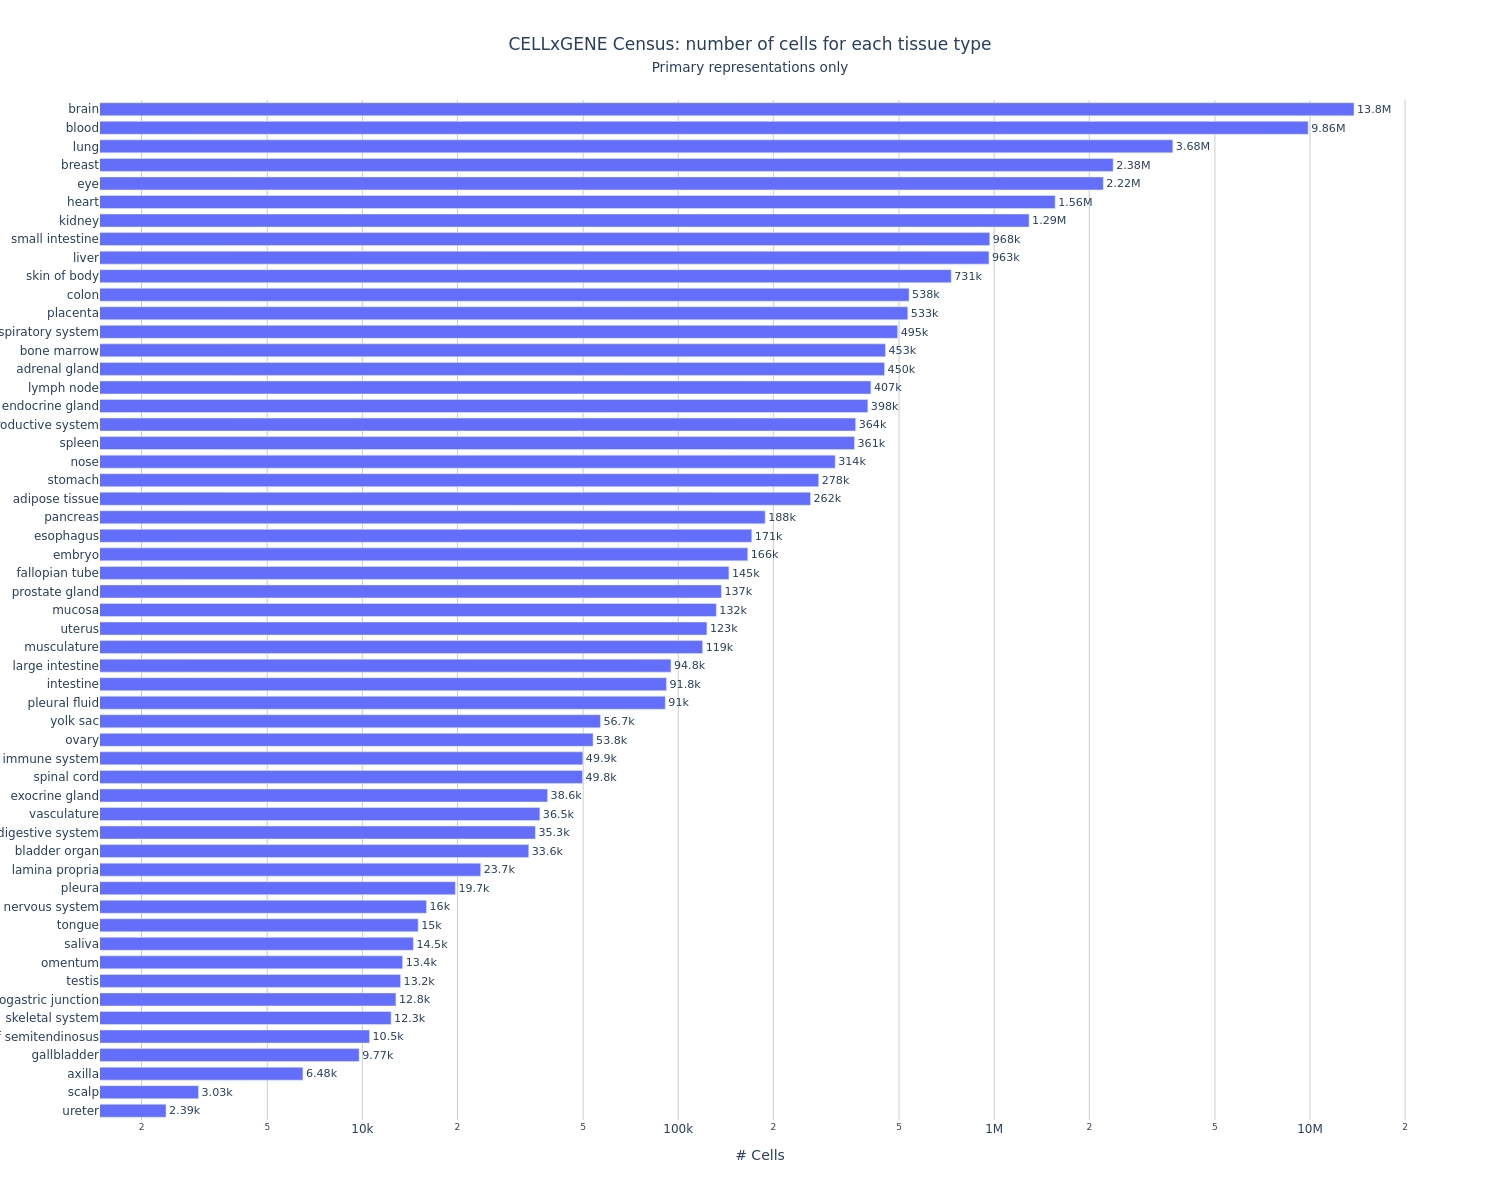 CELLxGENE Census: number of cells for each tissue type
Primary representations only
brain 13.8M
blood 9.86M
lung 3.68M
breast 2.38M
eye 2.22M
heart 1.56M
kidney 1.29M
small intestine 968k
liver 963k
skin of body 731k
colon 538k
placenta 533k
spiratory system 495k
bone marrow 453k
adrenal gland 450k
lymph node 407k
endocrine gland 398k
oductive system 364k
spleen 361k
nose 314k
stomach 278k
adipose tissue 262k
pancreas 188k
esophagus 171k
embryo 166k
fallopian tube 145k
prostate gland 137k
mucosa 132k
uterus 123k
musculature 119k
large intestine 94.8k
intestine 91.8k
pleural fluid 91k
yolk sac 56.7k
ovary 53.8k
immune system 49.9k
spinal cord 49.8k
exocrine gland 38.6k
vasculature 36.5k
digestive system 35.3k
bladder organ 33.6k
lamina propria 23.7k
pleura 19.7k
nervous system 16k
tongue 15k
saliva 14.5k
omentum 13.4k
testis 13.2k
ogastric junction 12.8k
skeletal system 12.3k
f semitendinosus 10.5k
gallbladder 9.77k
axilla 6.48k
scalp 3.03k
ureter 2.39k
2 5 10k 2 5 100k 2 5 1M 2 5 10M 2
# Cells